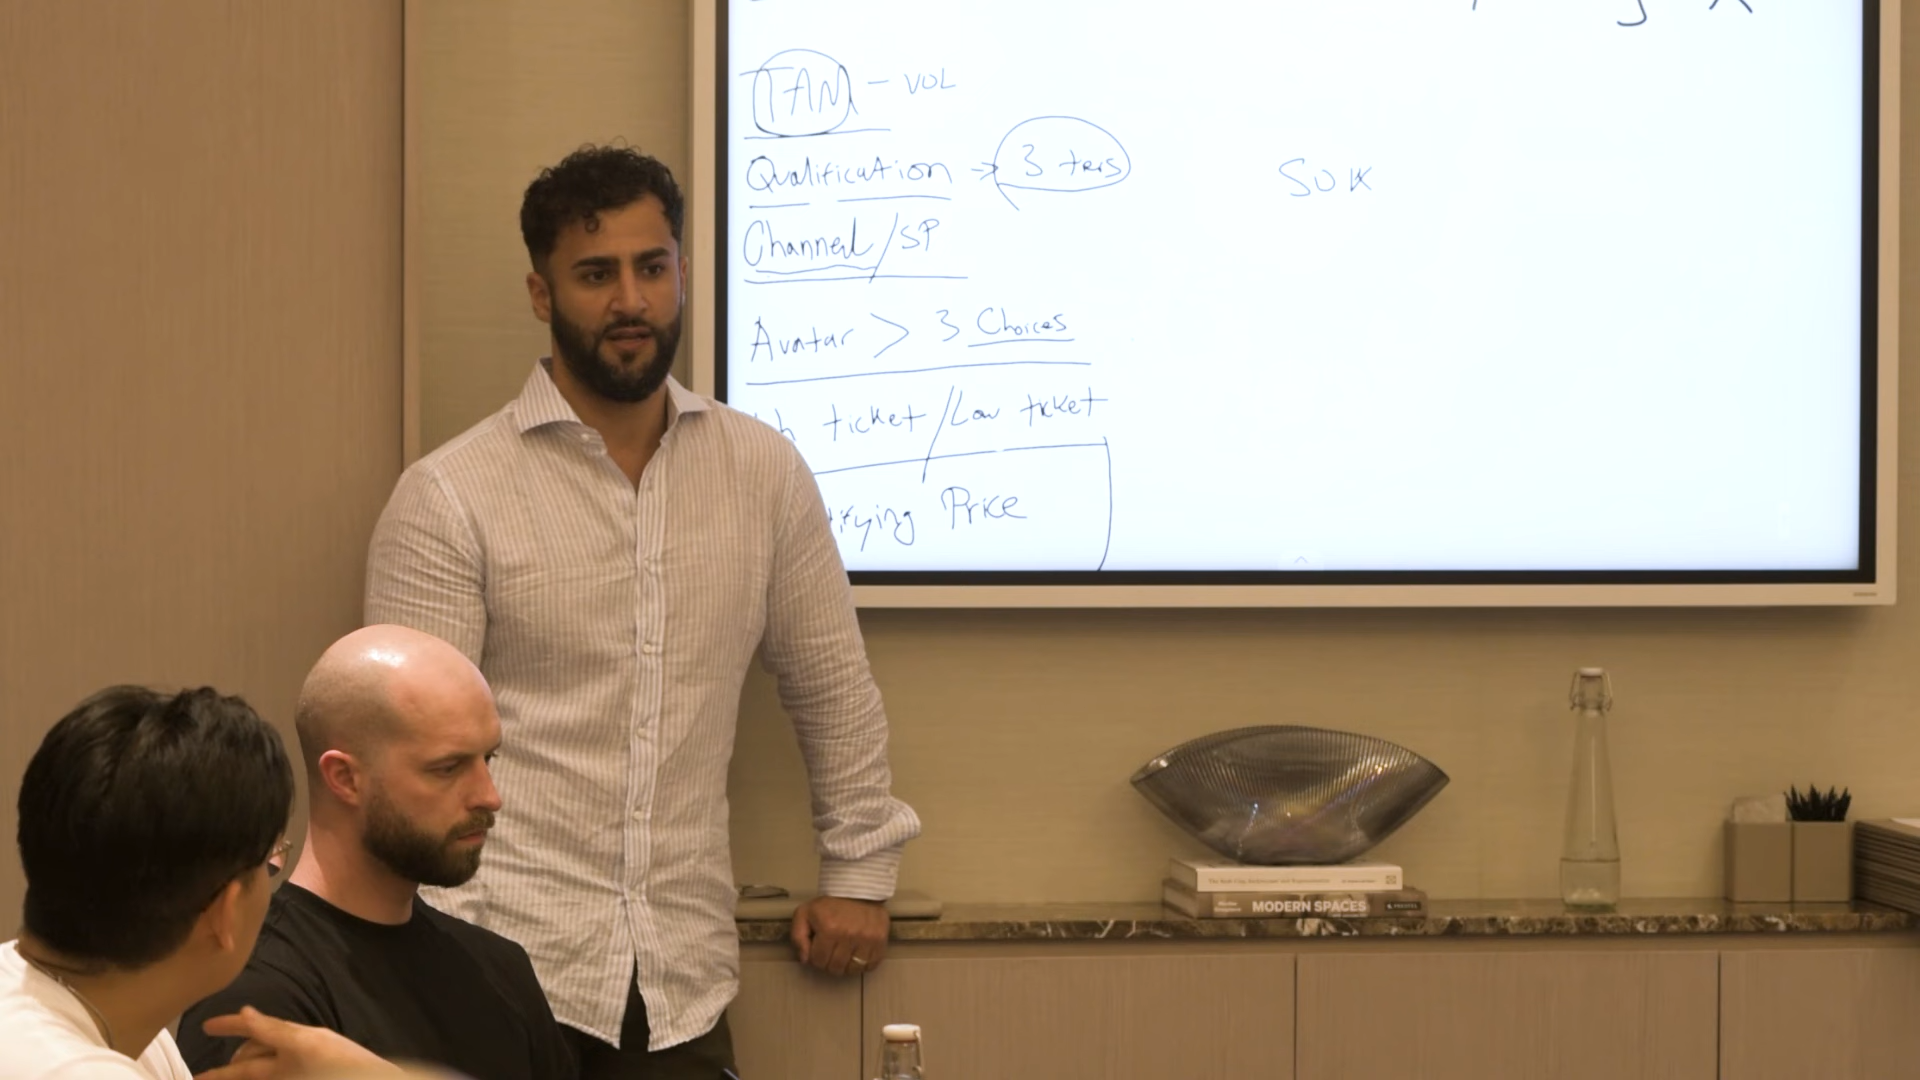 TAM - VOL
Qualification → 3 tiers
50K
Channel/SP
Avatar > 3 Choices
ticket/Low ticket
Price
MODERN SPACES